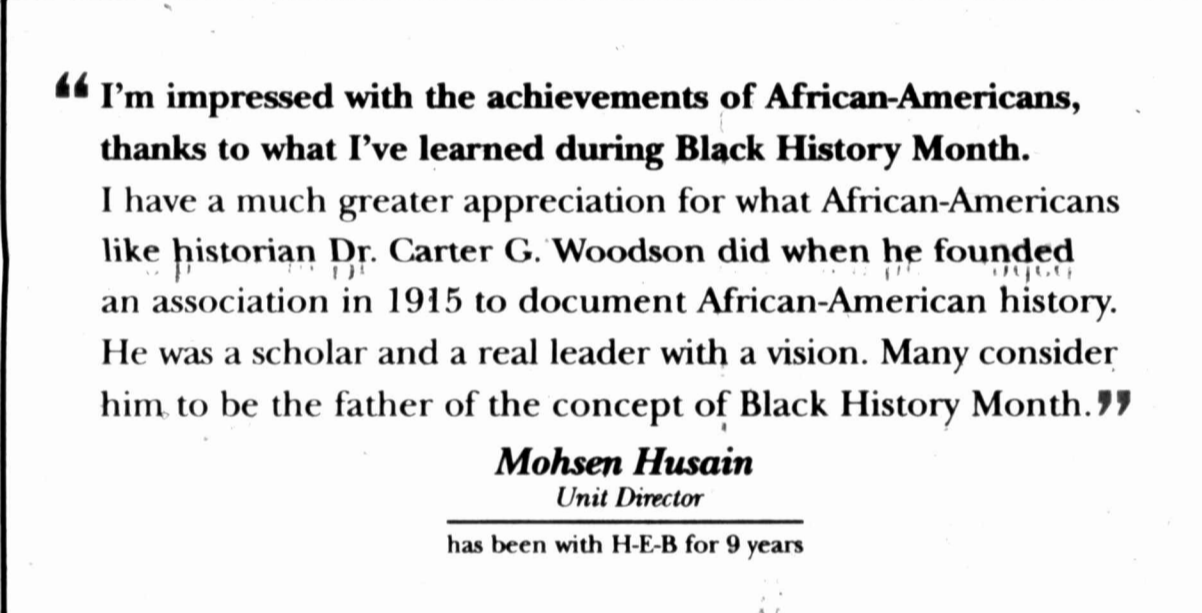 “I’m impressed with the achievements of African-Americans,
thanks to what I’ve learned during Black History Month.
I have a much greater appreciation for what African-Americans
like historian Dr. Carter G. Woodson did when he founded
an association in 1915 to document African-American history.
He was a scholar and a real leader with a vision. Many consider
him to be the father of the concept of Black History Month.”
Mohsen Husain
Unit Director
has been with H-E-B for 9 years